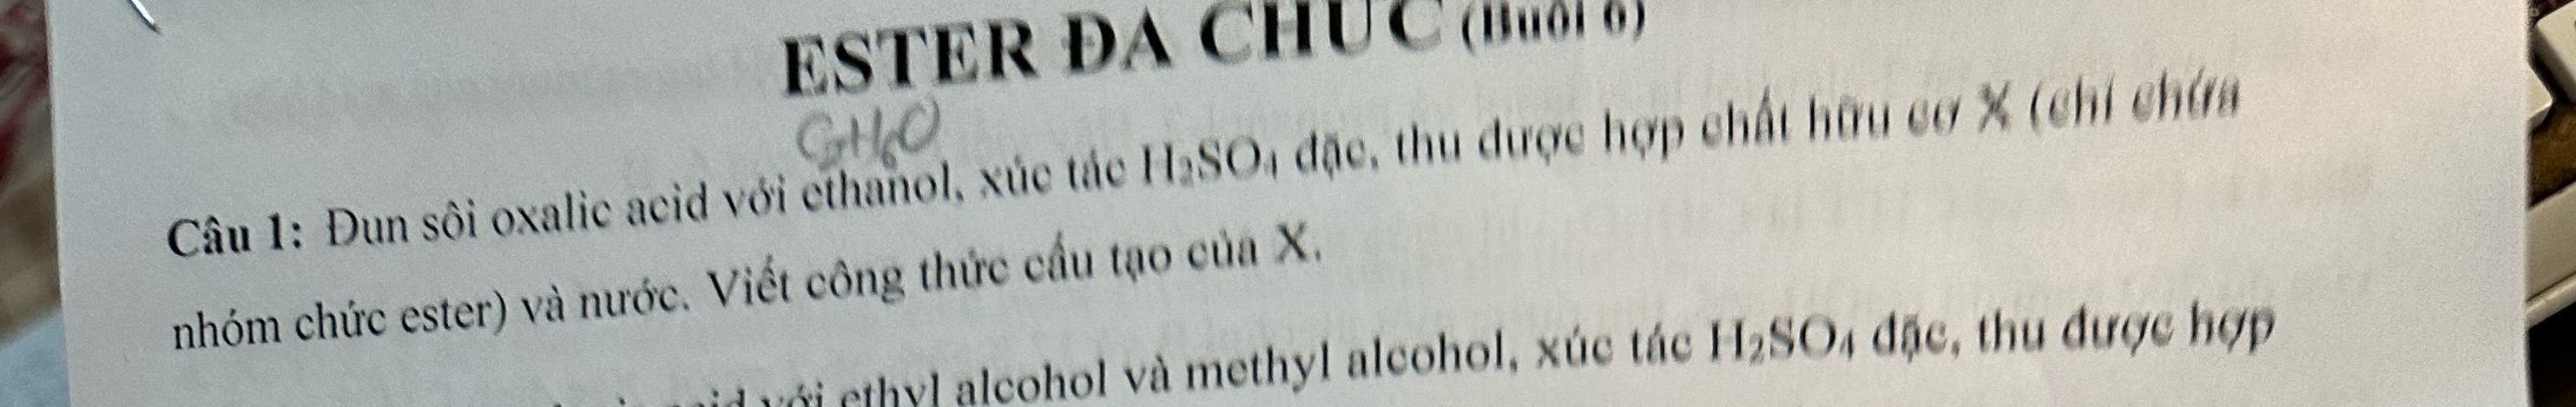 ESTER ĐA CHỨC (Buổi 6)
C2H6O
Câu 1: Đun sôi oxalic acid với ethanol, xúc tác H₂SO₄ đặc, thu được hợp chất hữu cơ X (chỉ chứa
nhóm chức ester) và nước. Viết công thức cấu tạo của X.
với ethyl alcohol và methyl alcohol, xúc tác H₂SO₄ đặc, thu được hợp